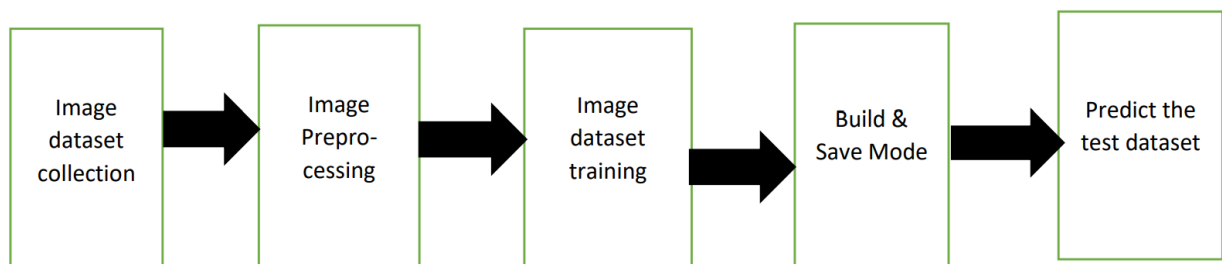 Image
dataset
collection
Image
Prepro-
cessing
Image
dataset
training
Build &
Save Mode
Predict the
test dataset